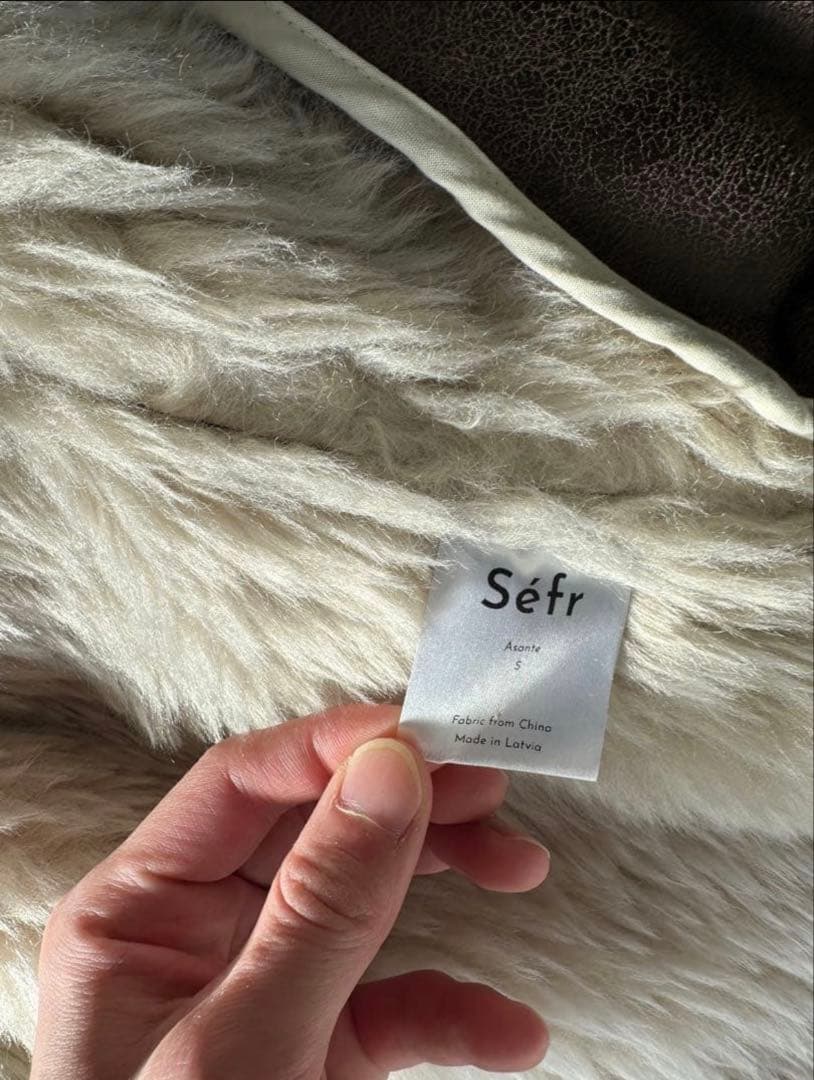 Séfr
Asante
S
Fabric from China
Made in Latvia